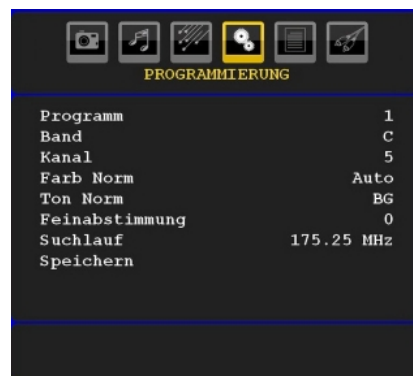 PROGRAMMIERUNG
Programm 1
Band C
Kanal 5
Farb Norm Auto
Ton Norm BG
Feinabstimmung 0
Suchlauf 175.25 MHz
Speichern